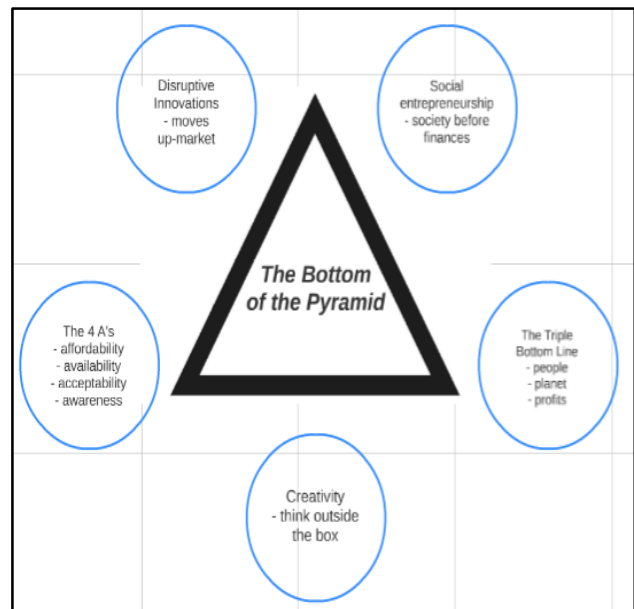 Disruptive
Innovations
- moves
up-market
Social
entrepreneurship
- society before
finances
The Bottom
of the Pyramid
The 4 A's
- affordability
- availability
- acceptability
- awareness
The Triple
Bottom Line
- people
- planet
- profits
Creativity
- think outside
the box